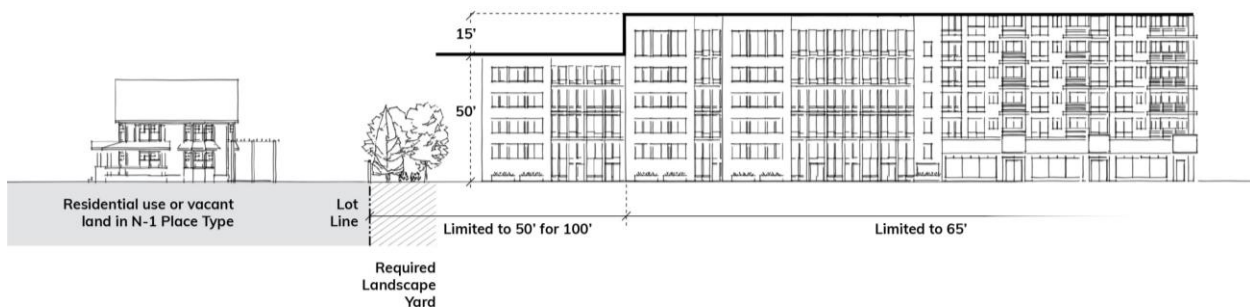 15’
50’
Residential use or vacant
land in N-1 Place Type
Lot
Line
Limited to 50’ for 100’
Limited to 65’
Required
Landscape
Yard